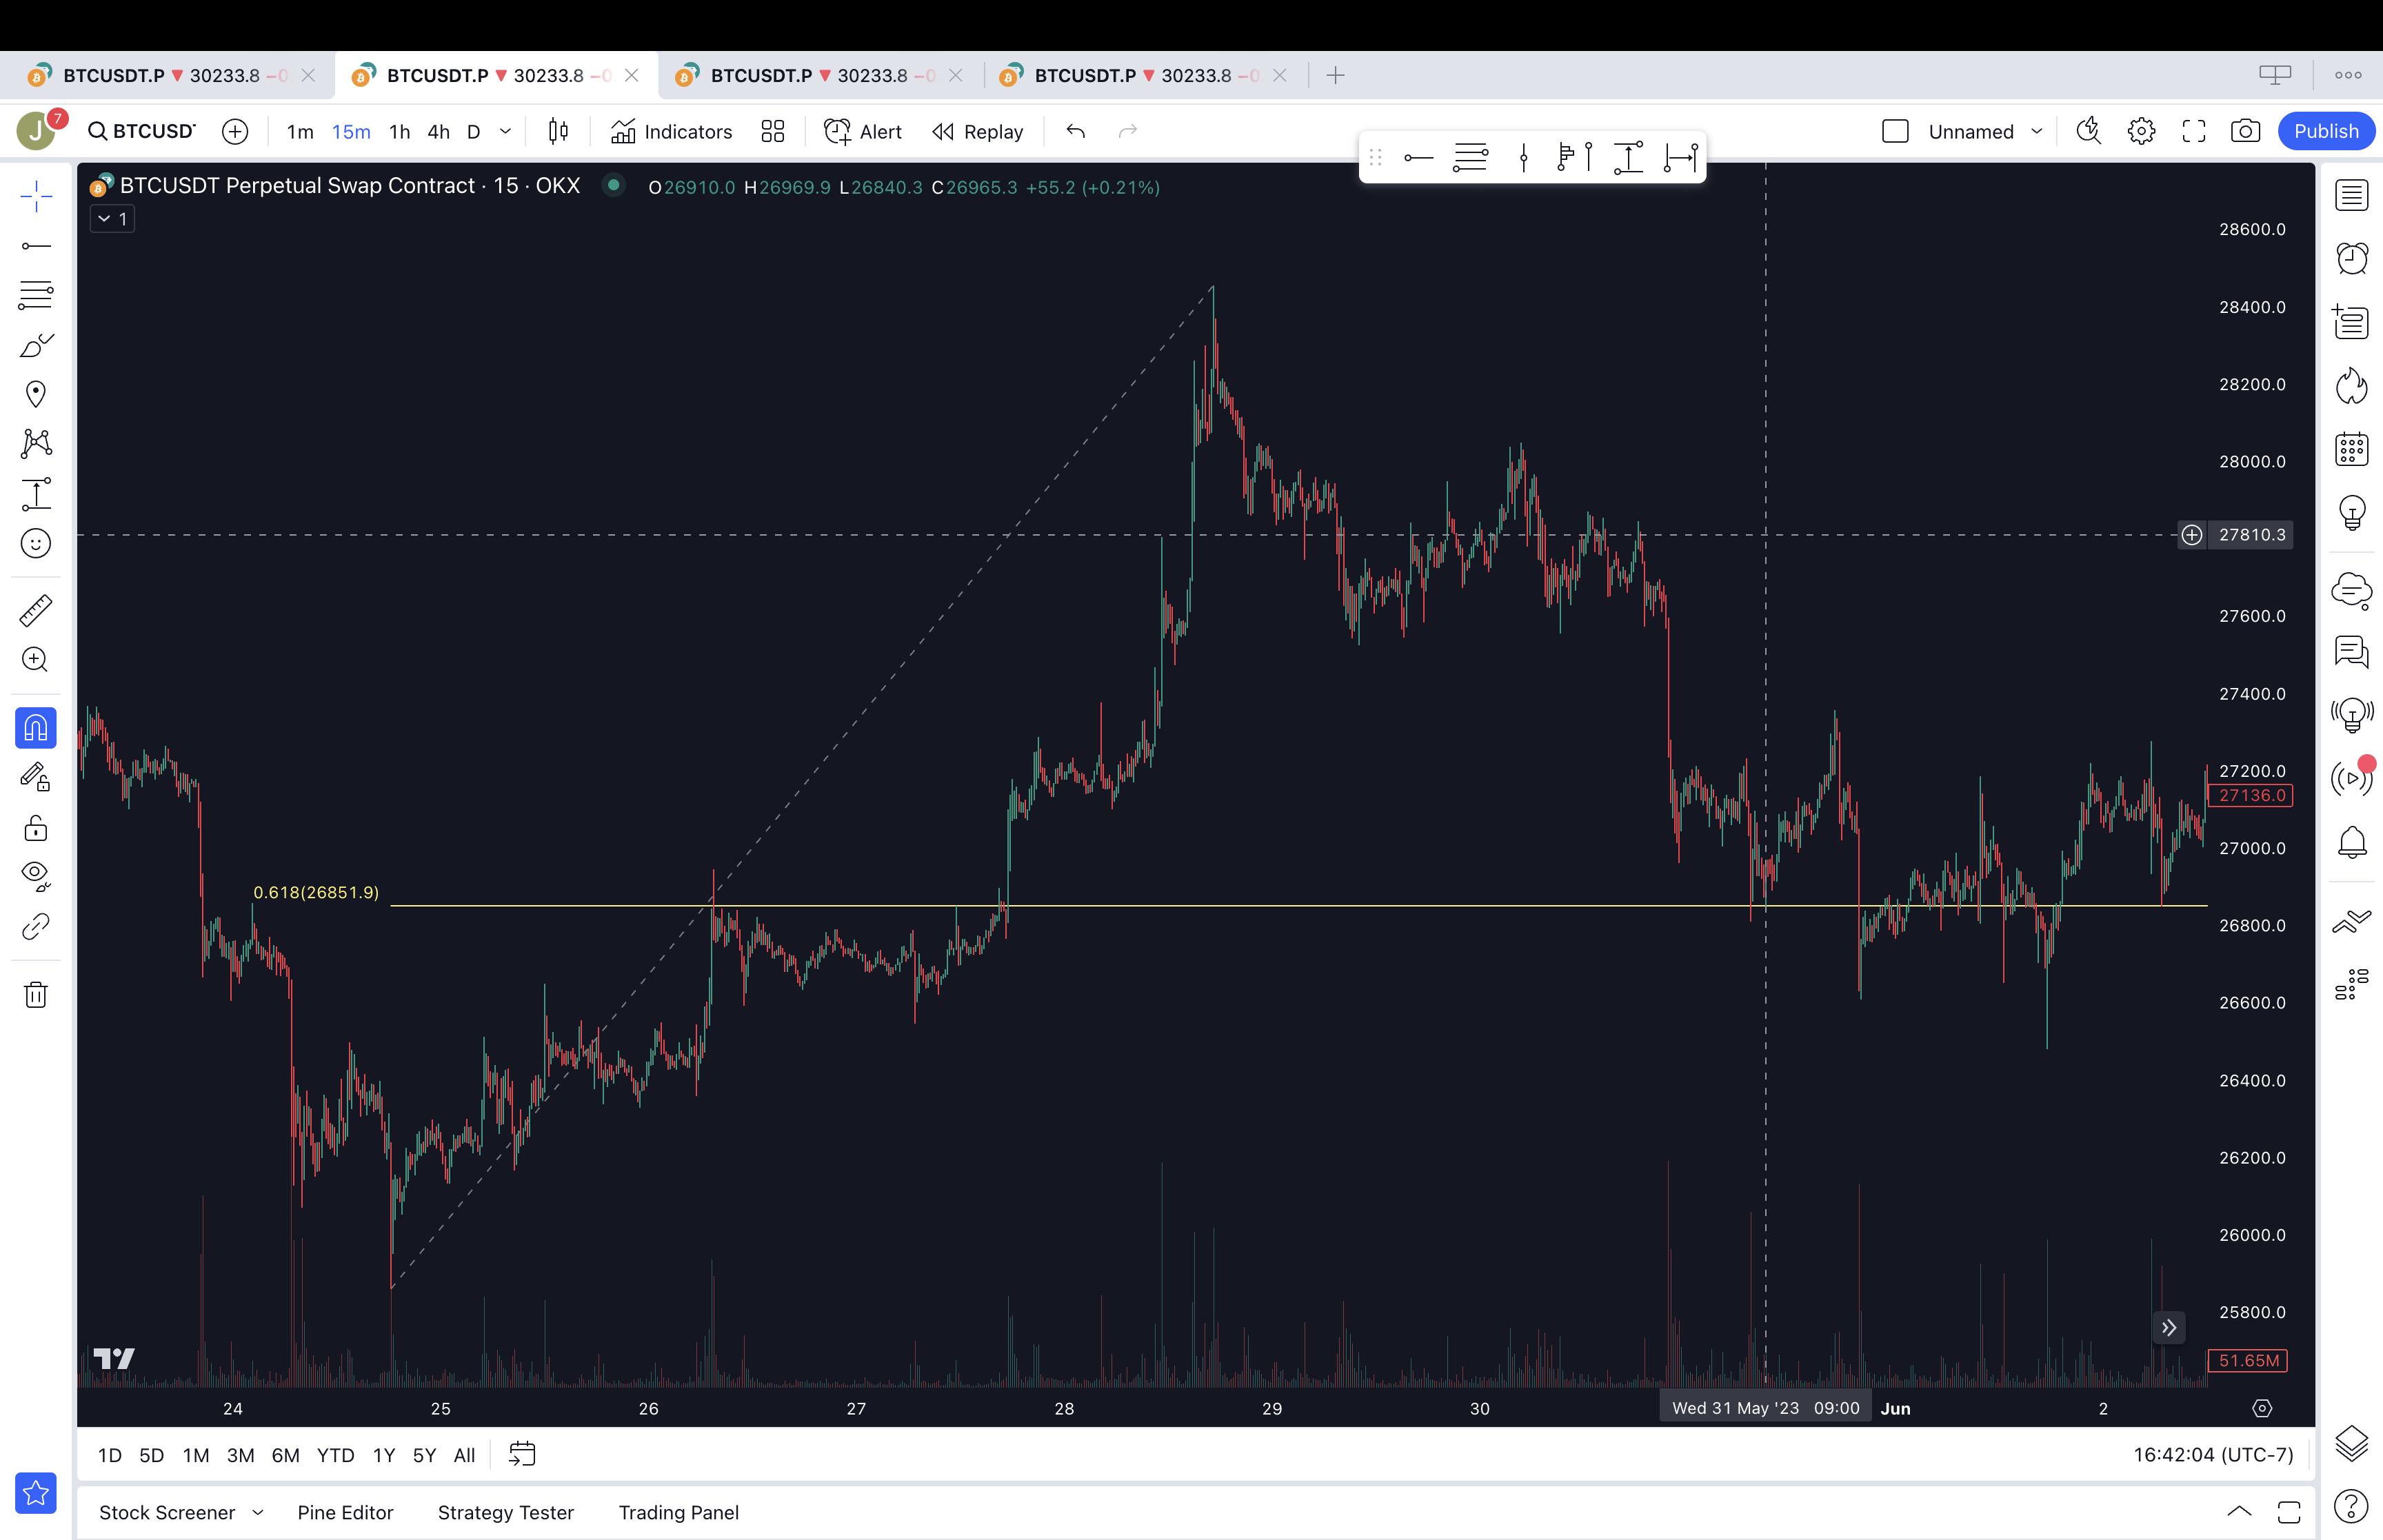 BTCUSDT.P ▼ 30233.8 −0
BTCUSDT.P ▼ 30233.8 −0
BTCUSDT.P ▼ 30233.8 −0
BTCUSDT.P ▼ 30233.8 −0
J 7 BTCUSD 1m 15m 1h 4h D Indicators Alert Replay Unnamed Publish
BTCUSDT Perpetual Swap Contract · 15 · OKX O26910.0 H26969.9 L26840.3 C26965.3 +55.2 (+0.21%)
1
28600.0
28400.0
28200.0
28000.0
27810.3
27600.0
27400.0
27200.0
27136.0
27000.0
0.618(26851.9)
26800.0
26600.0
26400.0
26200.0
26000.0
25800.0
51.65M
24 25 26 27 28 29 30 Wed 31 May '23 09:00 Jun 2
1D 5D 1M 3M 6M YTD 1Y 5Y All 16:42:04 (UTC-7)
Stock Screener Pine Editor Strategy Tester Trading Panel